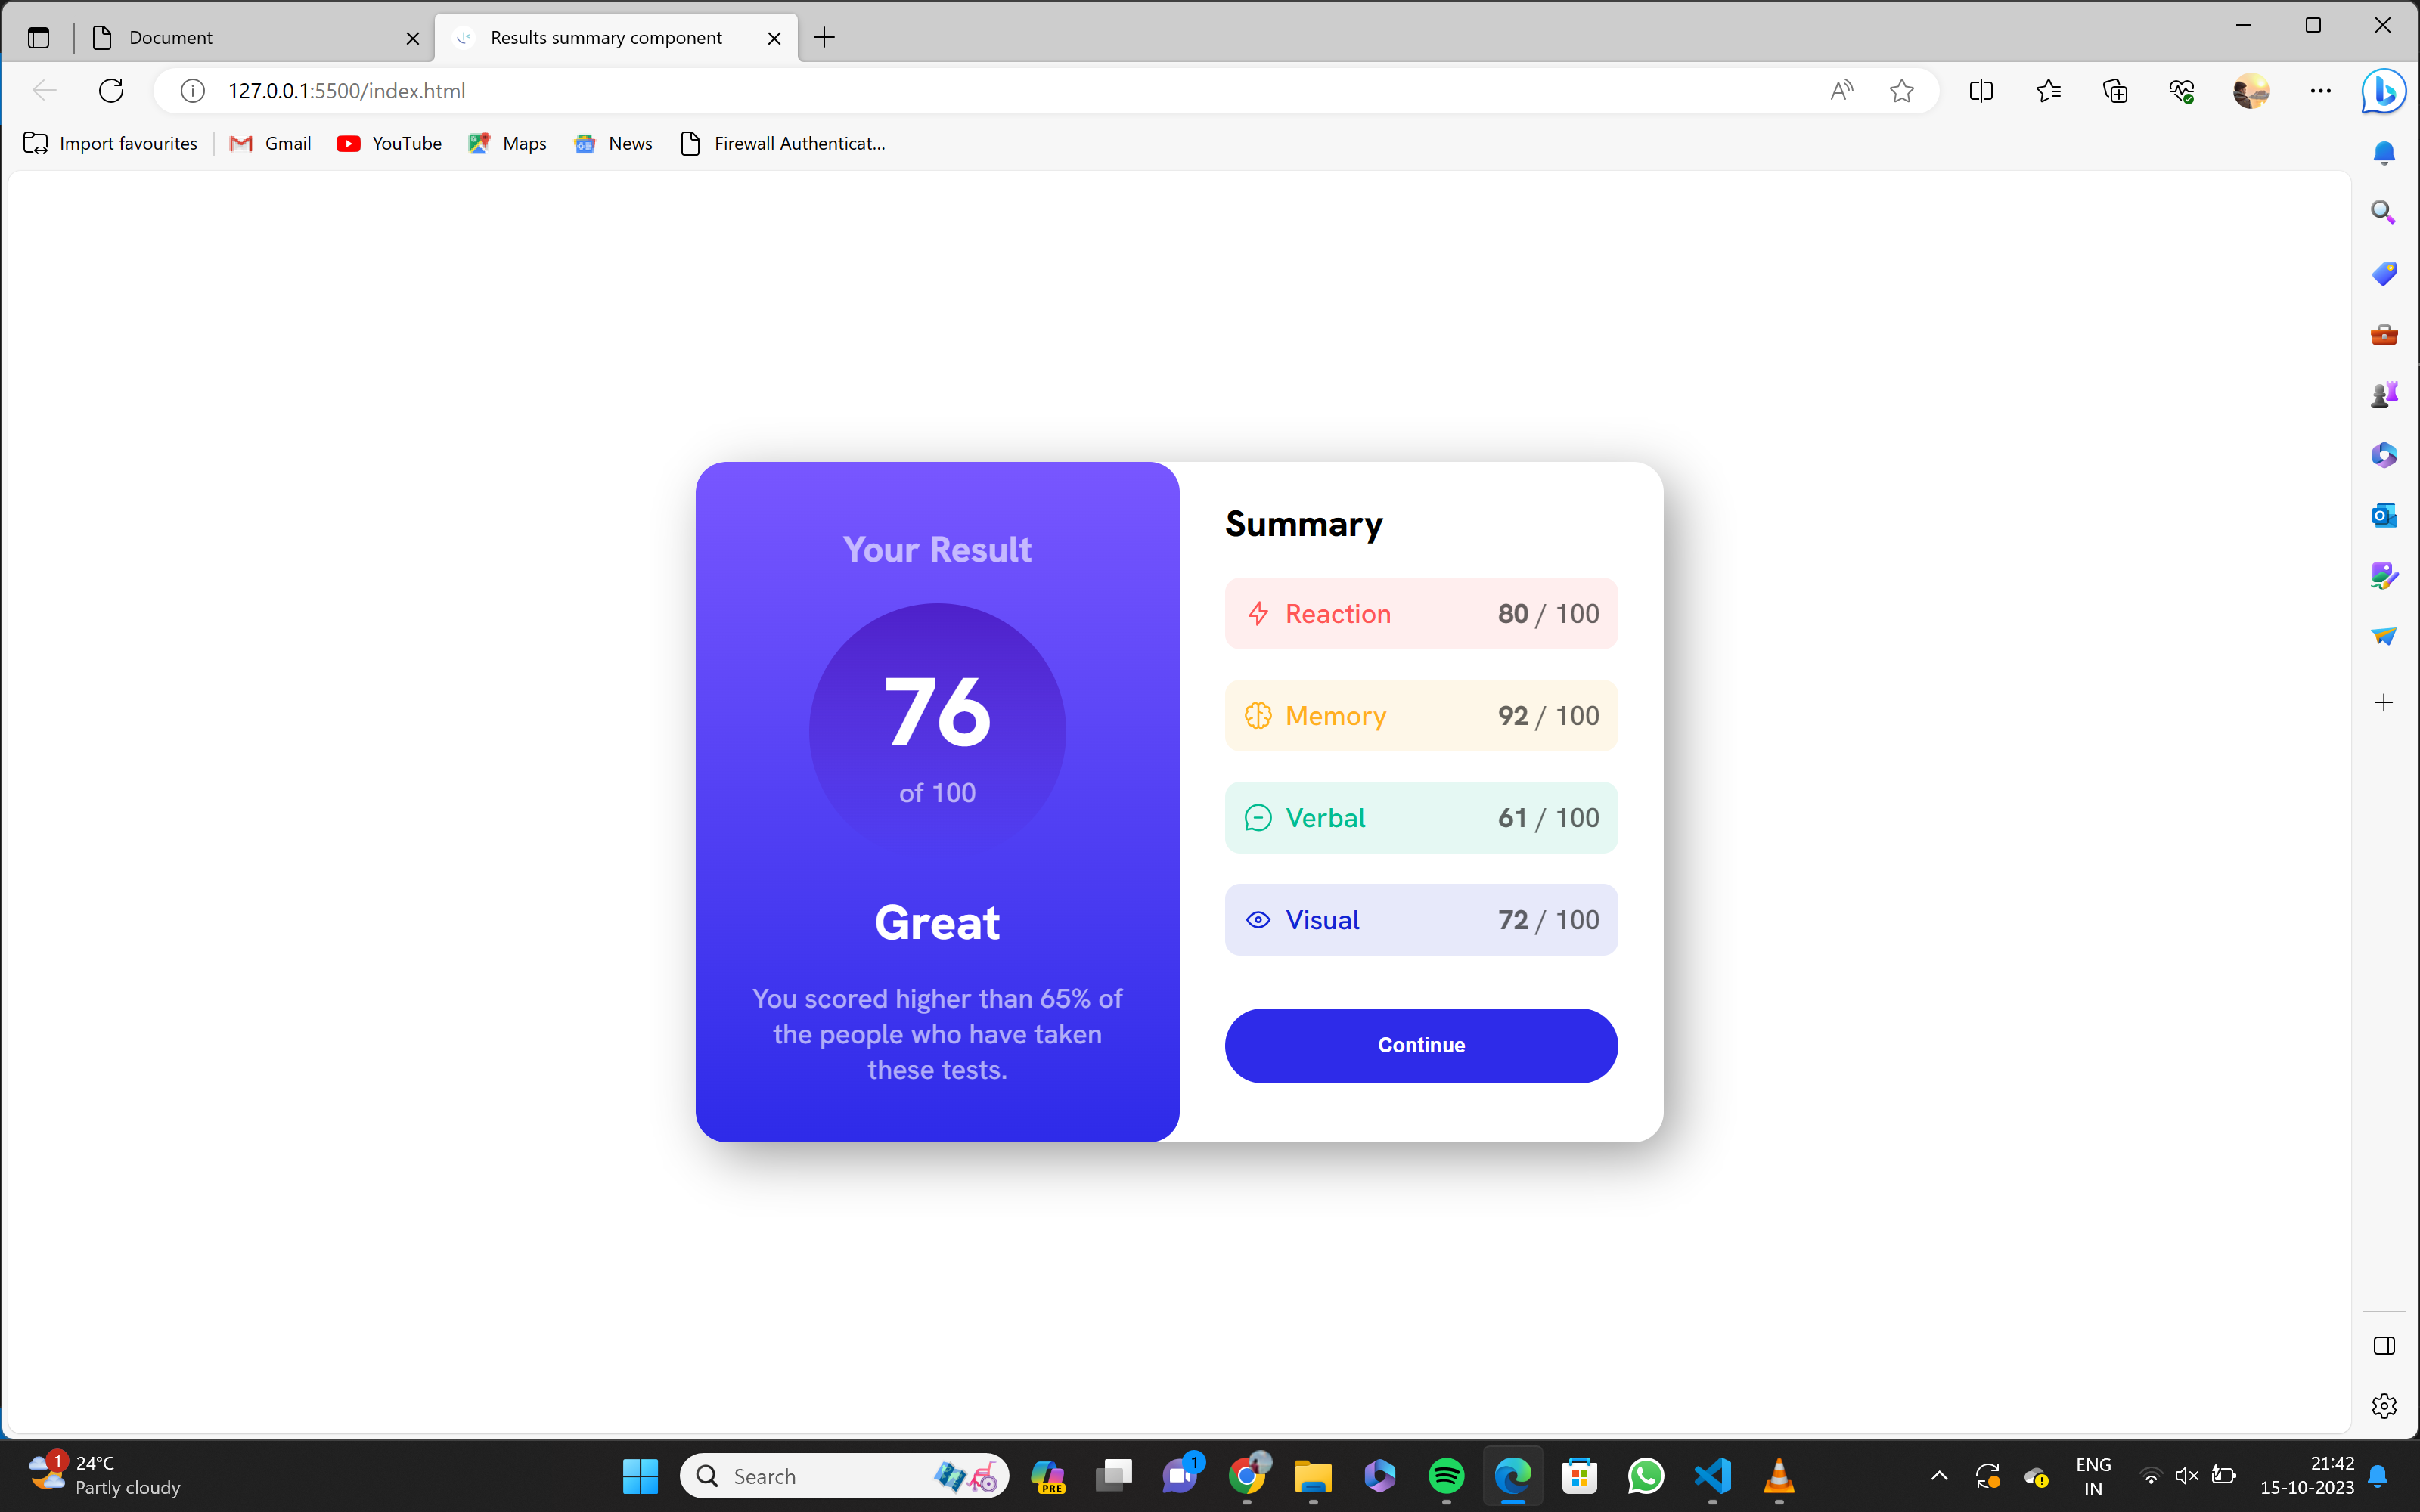 Document
Results summary component
127.0.0.1:5500/index.html
Import favourites
Gmail
YouTube
Maps
News
Firewall Authenticat...
Your Result
76
of 100
Great
You scored higher than 65% of
the people who have taken
these tests.
Summary
Reaction 80 / 100
Memory 92 / 100
Verbal 61 / 100
Visual 72 / 100
Continue
1
24°C
Partly cloudy
Search
PRE
1
ENG
IN
21:42
15-10-2023